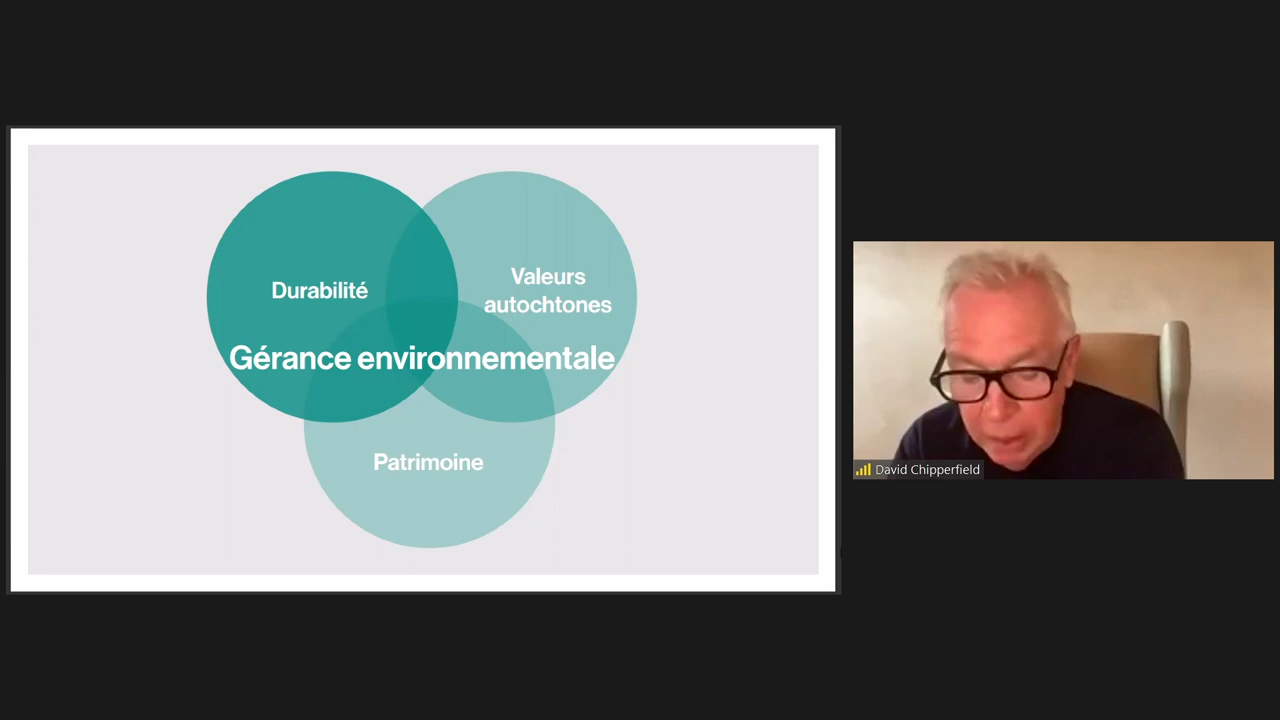 Durabilité
Valeurs
autochtones
Gérance environnementale
Patrimoine
David Chipperfield